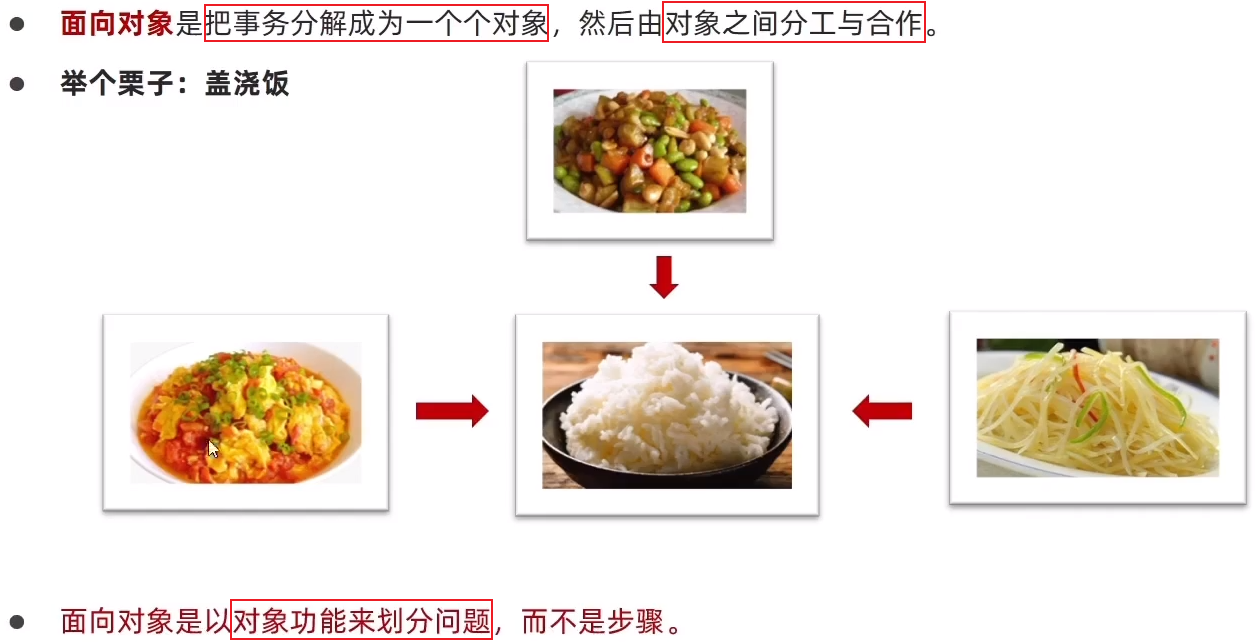 面向对象是把事务分解成为一个个对象，然后由对象之间分工与合作。
举个栗子：盖浇饭
面向对象是以对象功能来划分问题，而不是步骤。